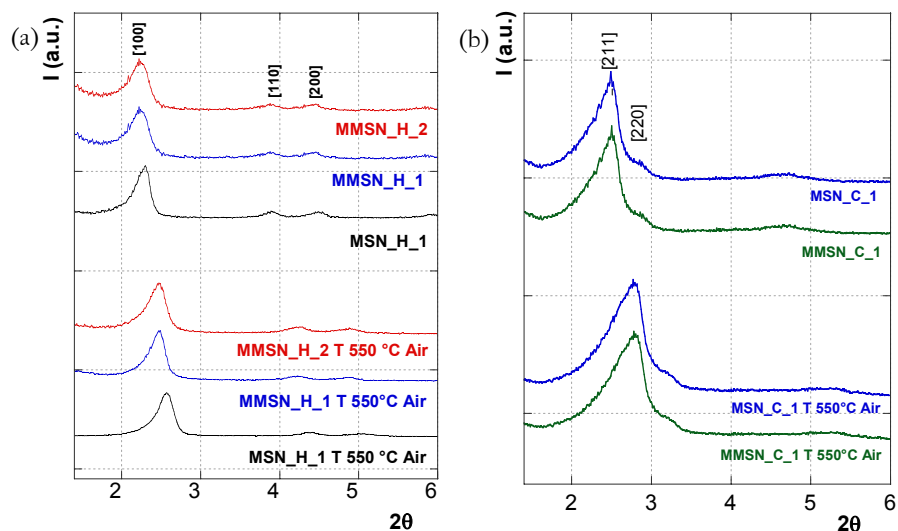 (a)
I (a.u.)
[100]
[110]
[200]
MMSN_H_2
MMSN_H_1
MSN_H_1
MMSN_H_2 T 550 °C Air
MMSN_H_1 T 550°C Air
MSN_H_1 T 550 °C Air
2 3 4 5 6
2θ
(b)
I (a.u.)
[211]
[220]
MSN_C_1
MMSN_C_1
MSN_C_1 T 550°C Air
MMSN_C_1 T 550°C Air
2 3 4 5 6
2θ